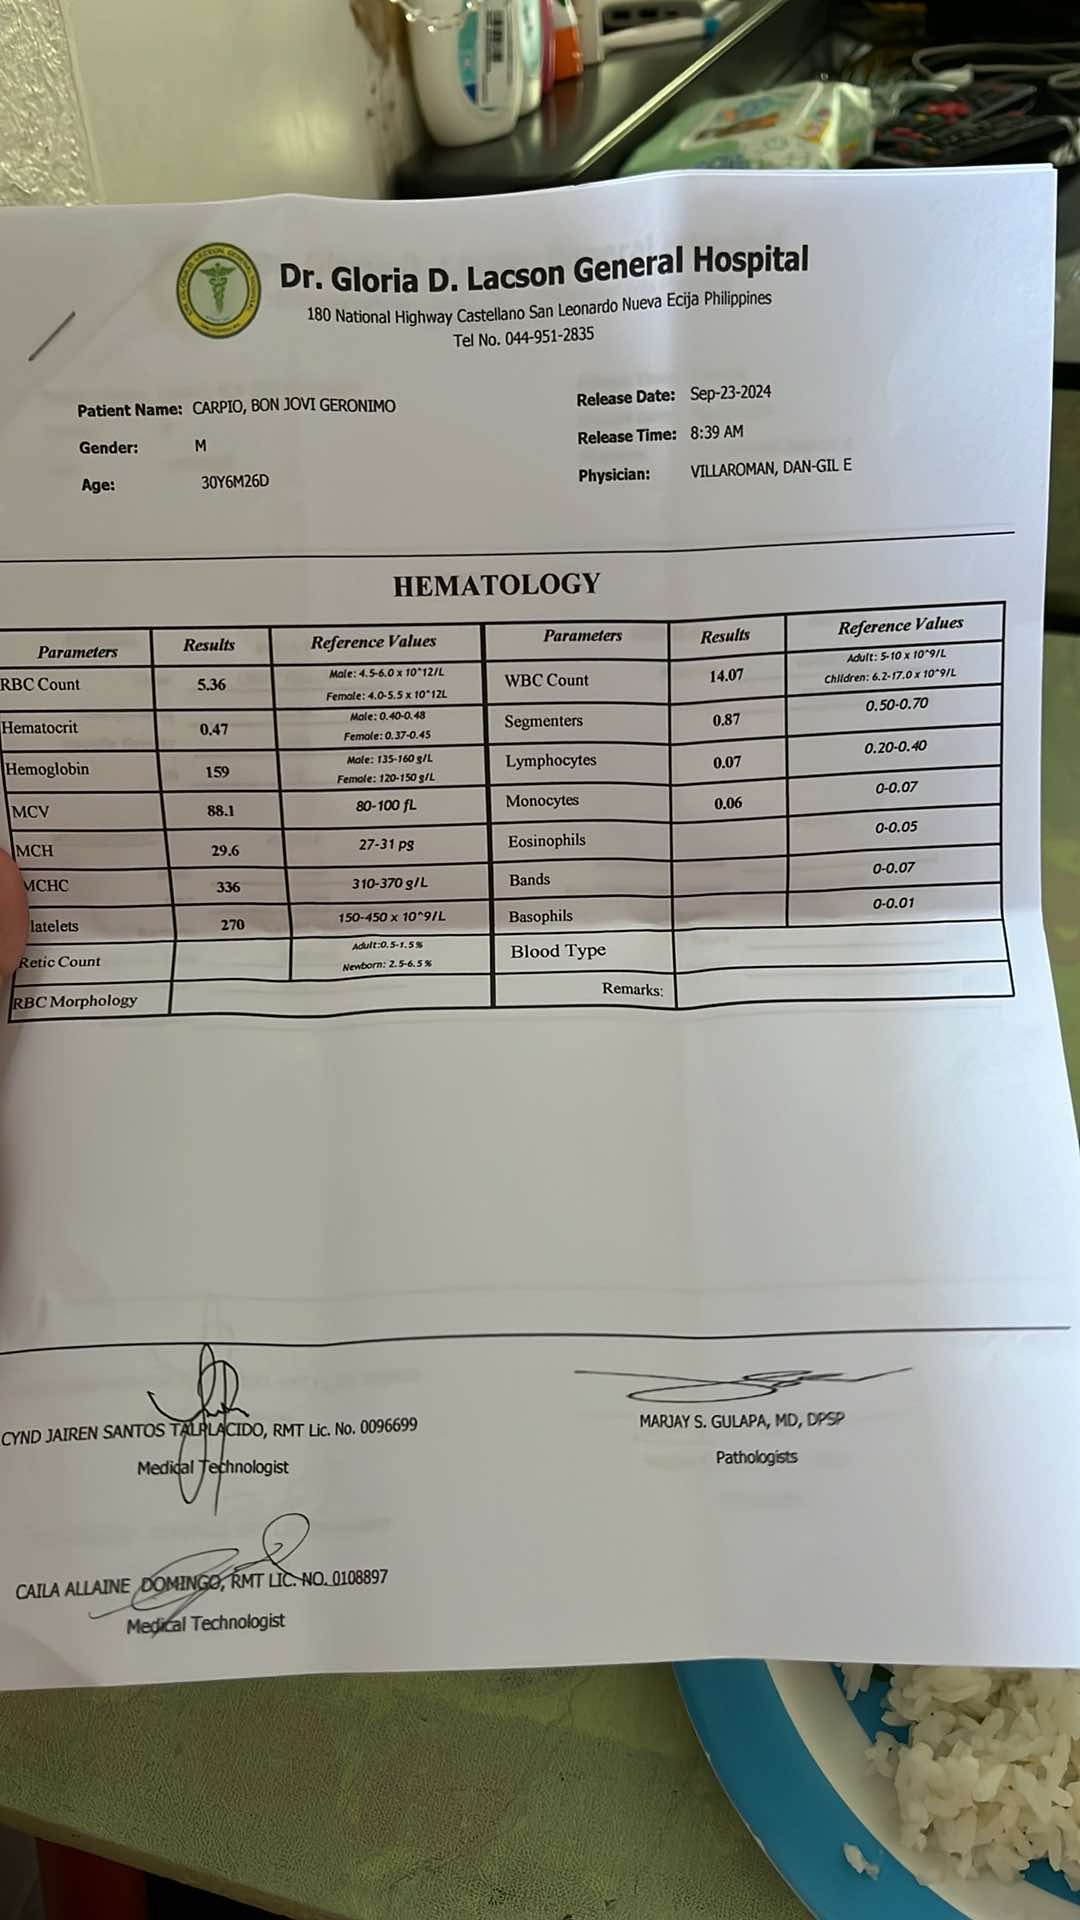 Dr. Gloria D. Lacson General Hospital
180 National Highway Castellano San Leonardo Nueva Ecija Philippines
Tel No. 044-951-2835
Patient Name: CARPIO, BON JOVI GERONIMO
Release Date: Sep-23-2024
Gender: M
Release Time: 8:39 AM
Age: 30Y6M26D
Physician: VILLAROMAN, DAN-GIL E
HEMATOLOGY
Parameters Results Reference Values Parameters Results Reference Values
RBC Count 5.36 Male: 4.5-6.0 x 10^12/L Female: 4.0-5.5 x 10^12L WBC Count 14.07 Adult: 5-10 x 10^9/L Children: 6.2-17.0 x 10^9/L
Hematocrit 0.47 Male: 0.40-0.48 Female: 0.37-0.45 Segmenters 0.87 0.50-0.70
Hemoglobin 159 Male: 135-160 g/L Female: 120-150 g/L Lymphocytes 0.07 0.20-0.40
MCV 88.1 80-100 fL Monocytes 0.06 0-0.07
MCH 29.6 27-31 pg Eosinophils 0-0.05
MCHC 336 310-370 g/L Bands 0-0.07
latelets 270 150-450 x 10^9/L Basophils 0-0.01
Retic Count Adult:0.5-1.5% Newborn: 2.5-6.5% Blood Type
RBC Morphology Remarks:
CYND JAIREN SANTOS TALPLACIDO, RMT Lic. No. 0096699
Medical Technologist
MARJAY S. GULAPA, MD, DPSP
Pathologists
CAILA ALLAINE DOMINGO, RMT LIC. NO. 0108897
Medical Technologist